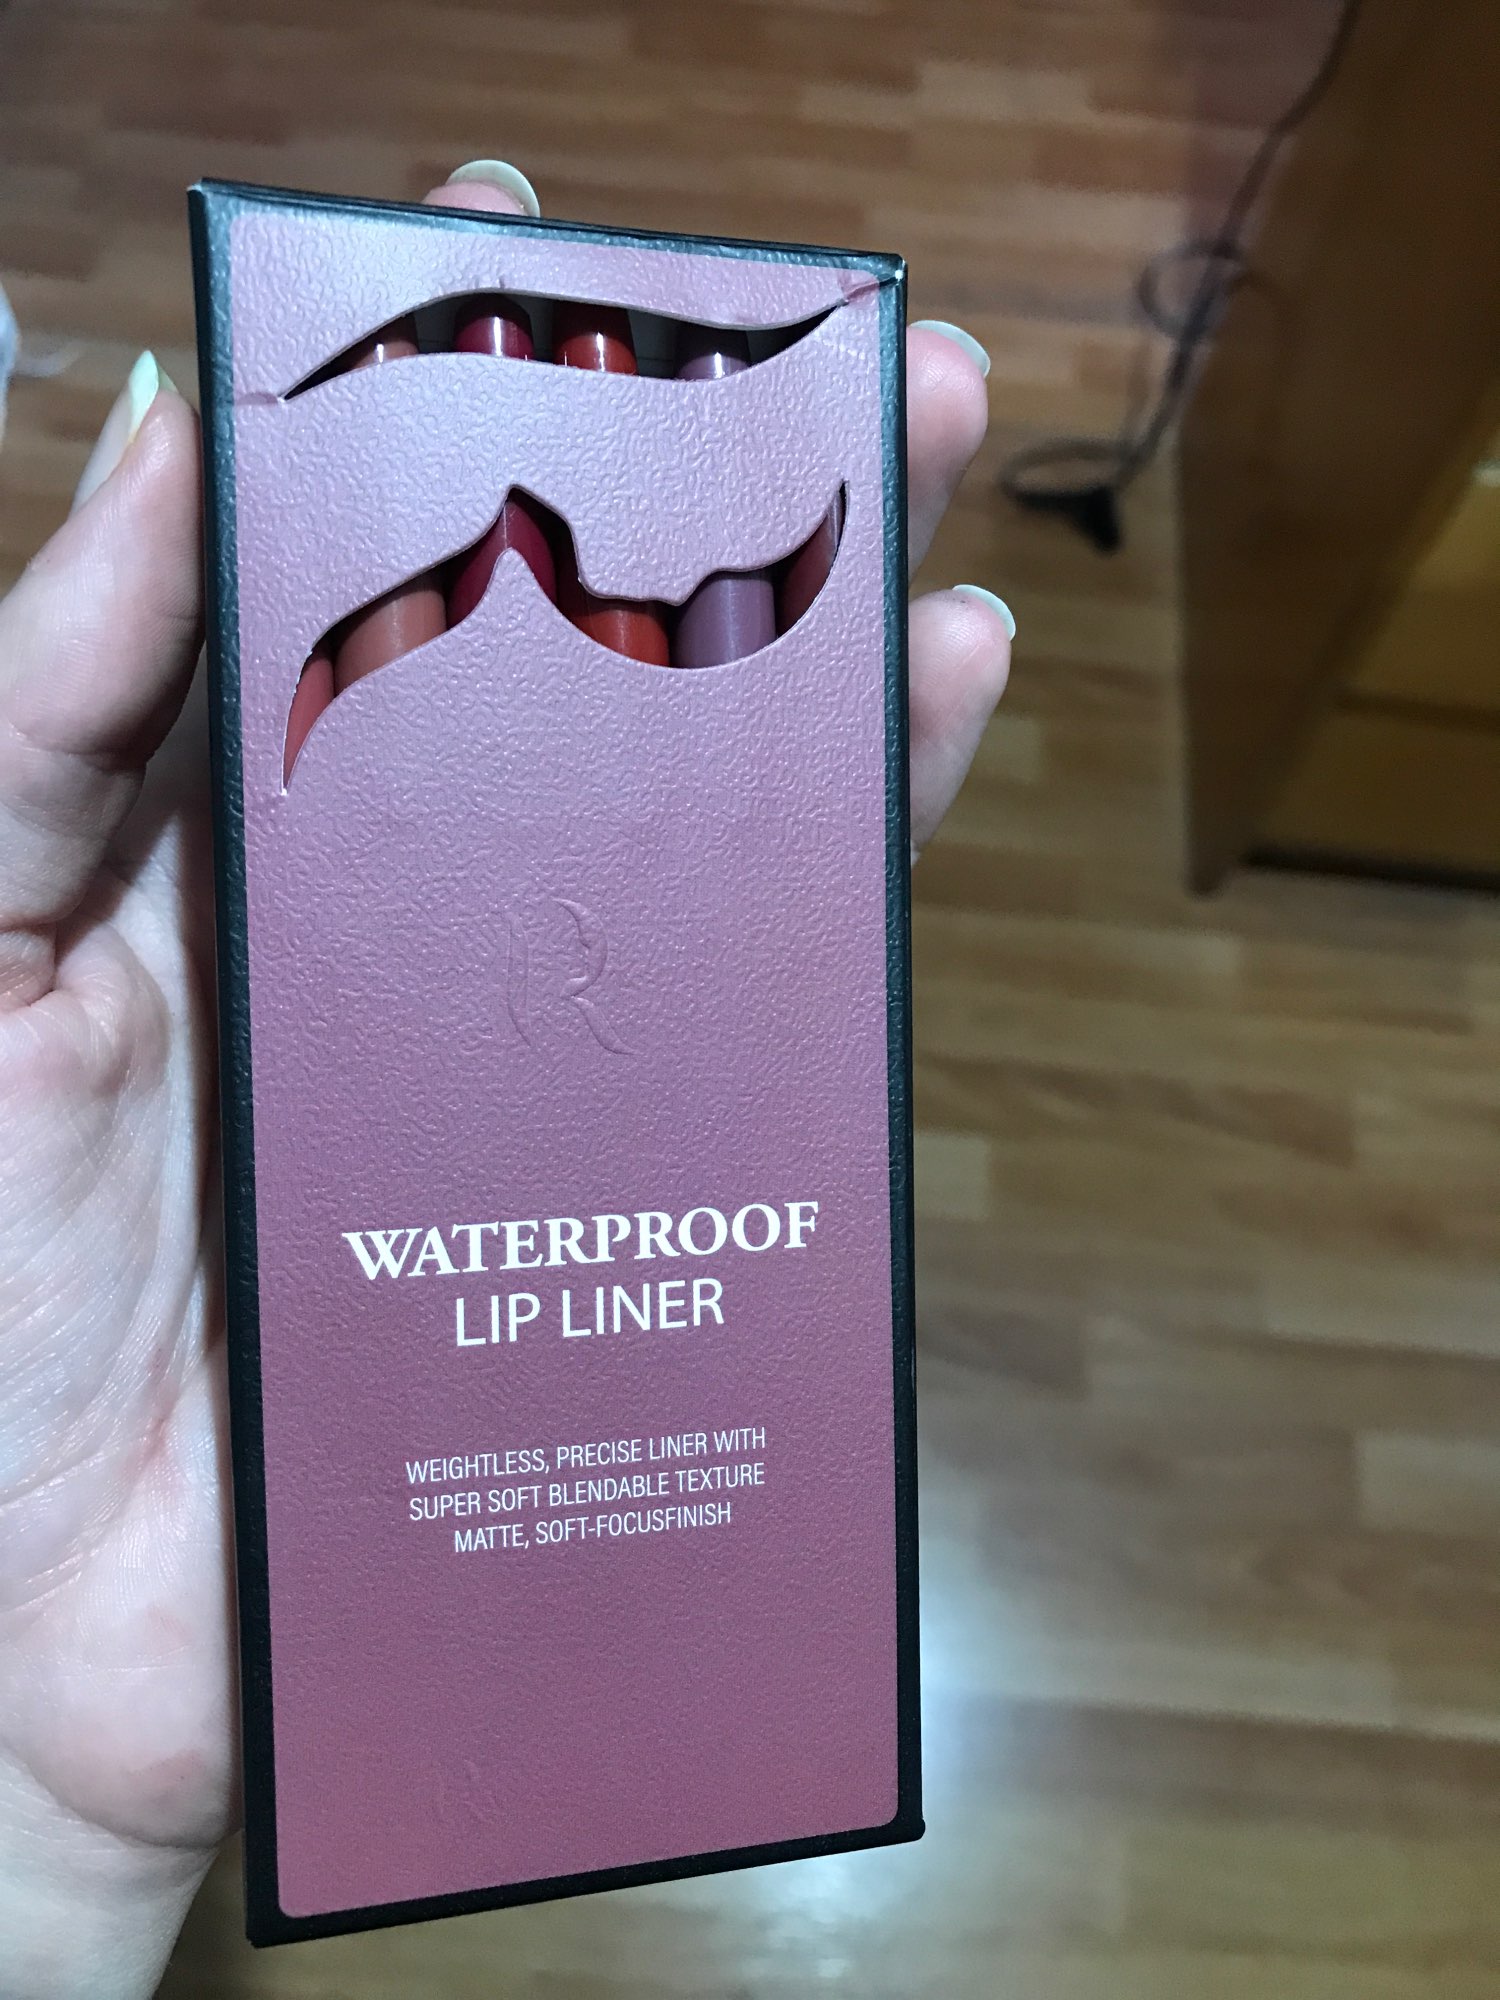 R
WATERPROOF
LIP LINER
WEIGHTLESS, PRECISE LINER WITH
SUPER SOFT BLENDABLE TEXTURE
MATTE, SOFT-FOCUSFINISH